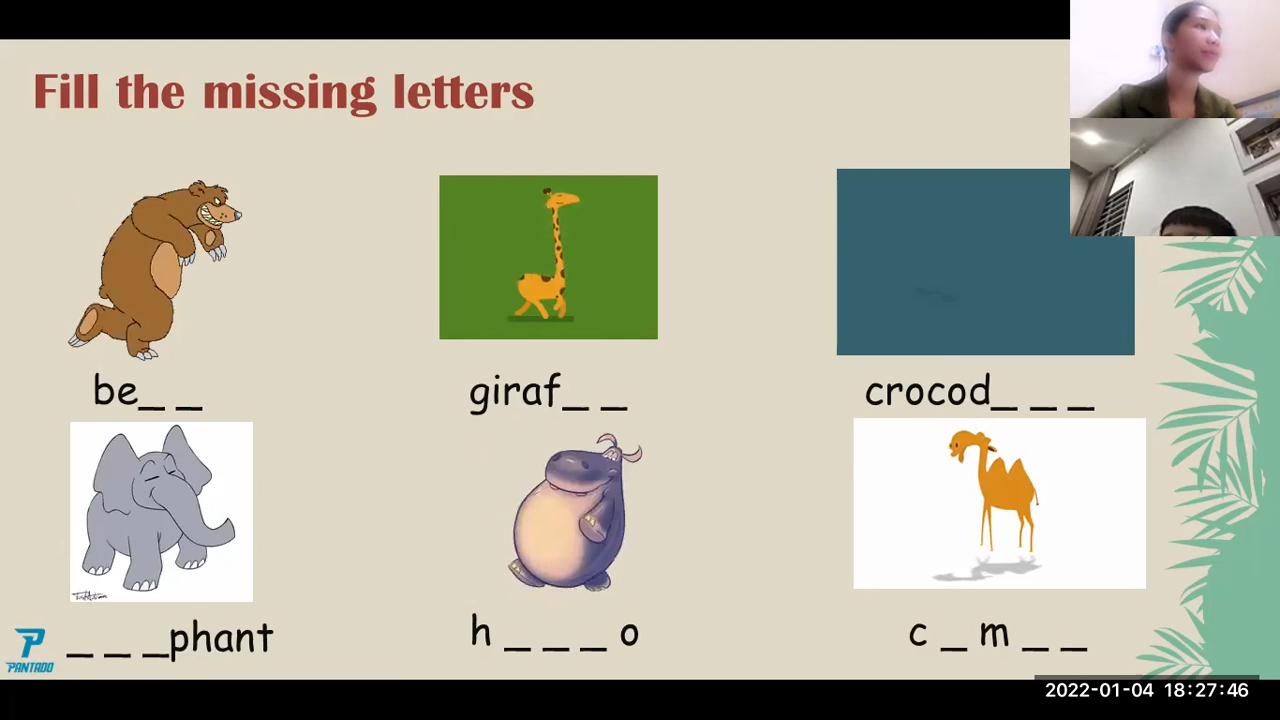 Fill the missing letters
be_ _
giraf_ _
crocod_ _ _
_ _ _phant
h _ _ _ o
c _ m _ _
PANTADO
2022-01-04 18:27:46